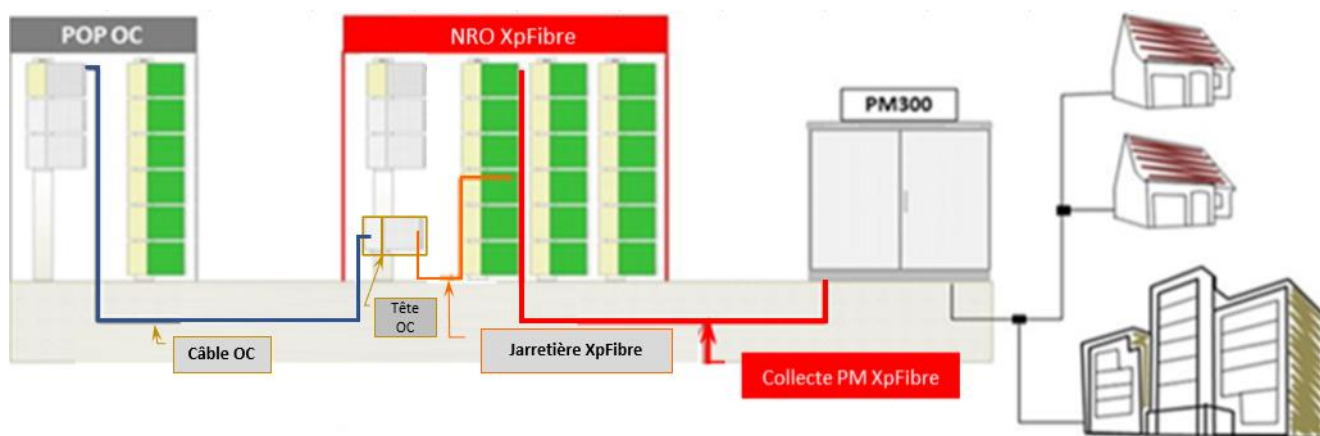 POP OC
NRO XpFibre
PM300
Tête
OC
Câble OC
Jarretière XpFibre
Collecte PM XpFibre